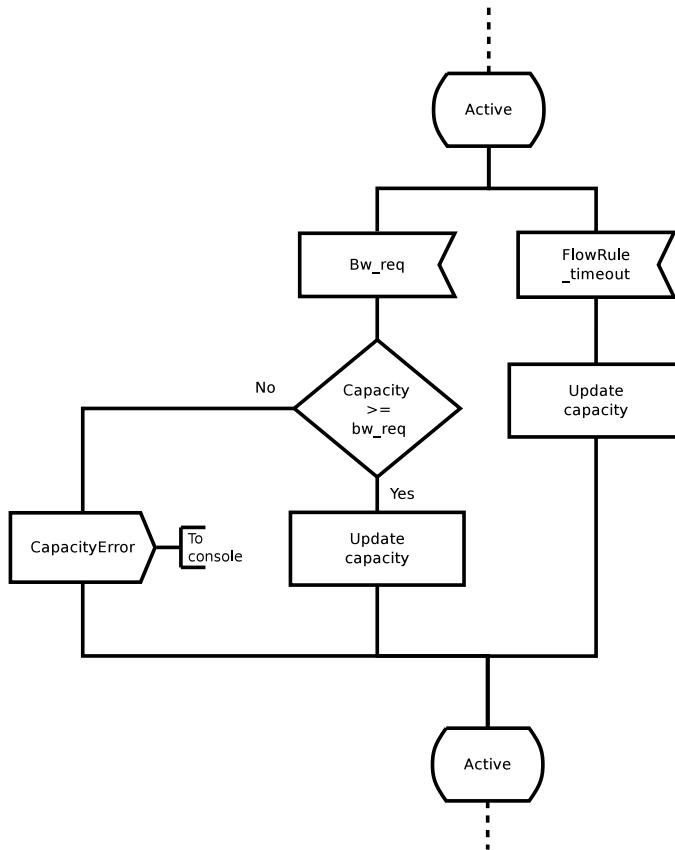 Active
Bw_req
FlowRule
_timeout
No
Capacity
>=
bw_req
Update
capacity
Yes
CapacityError
To
console
Update
capacity
Active